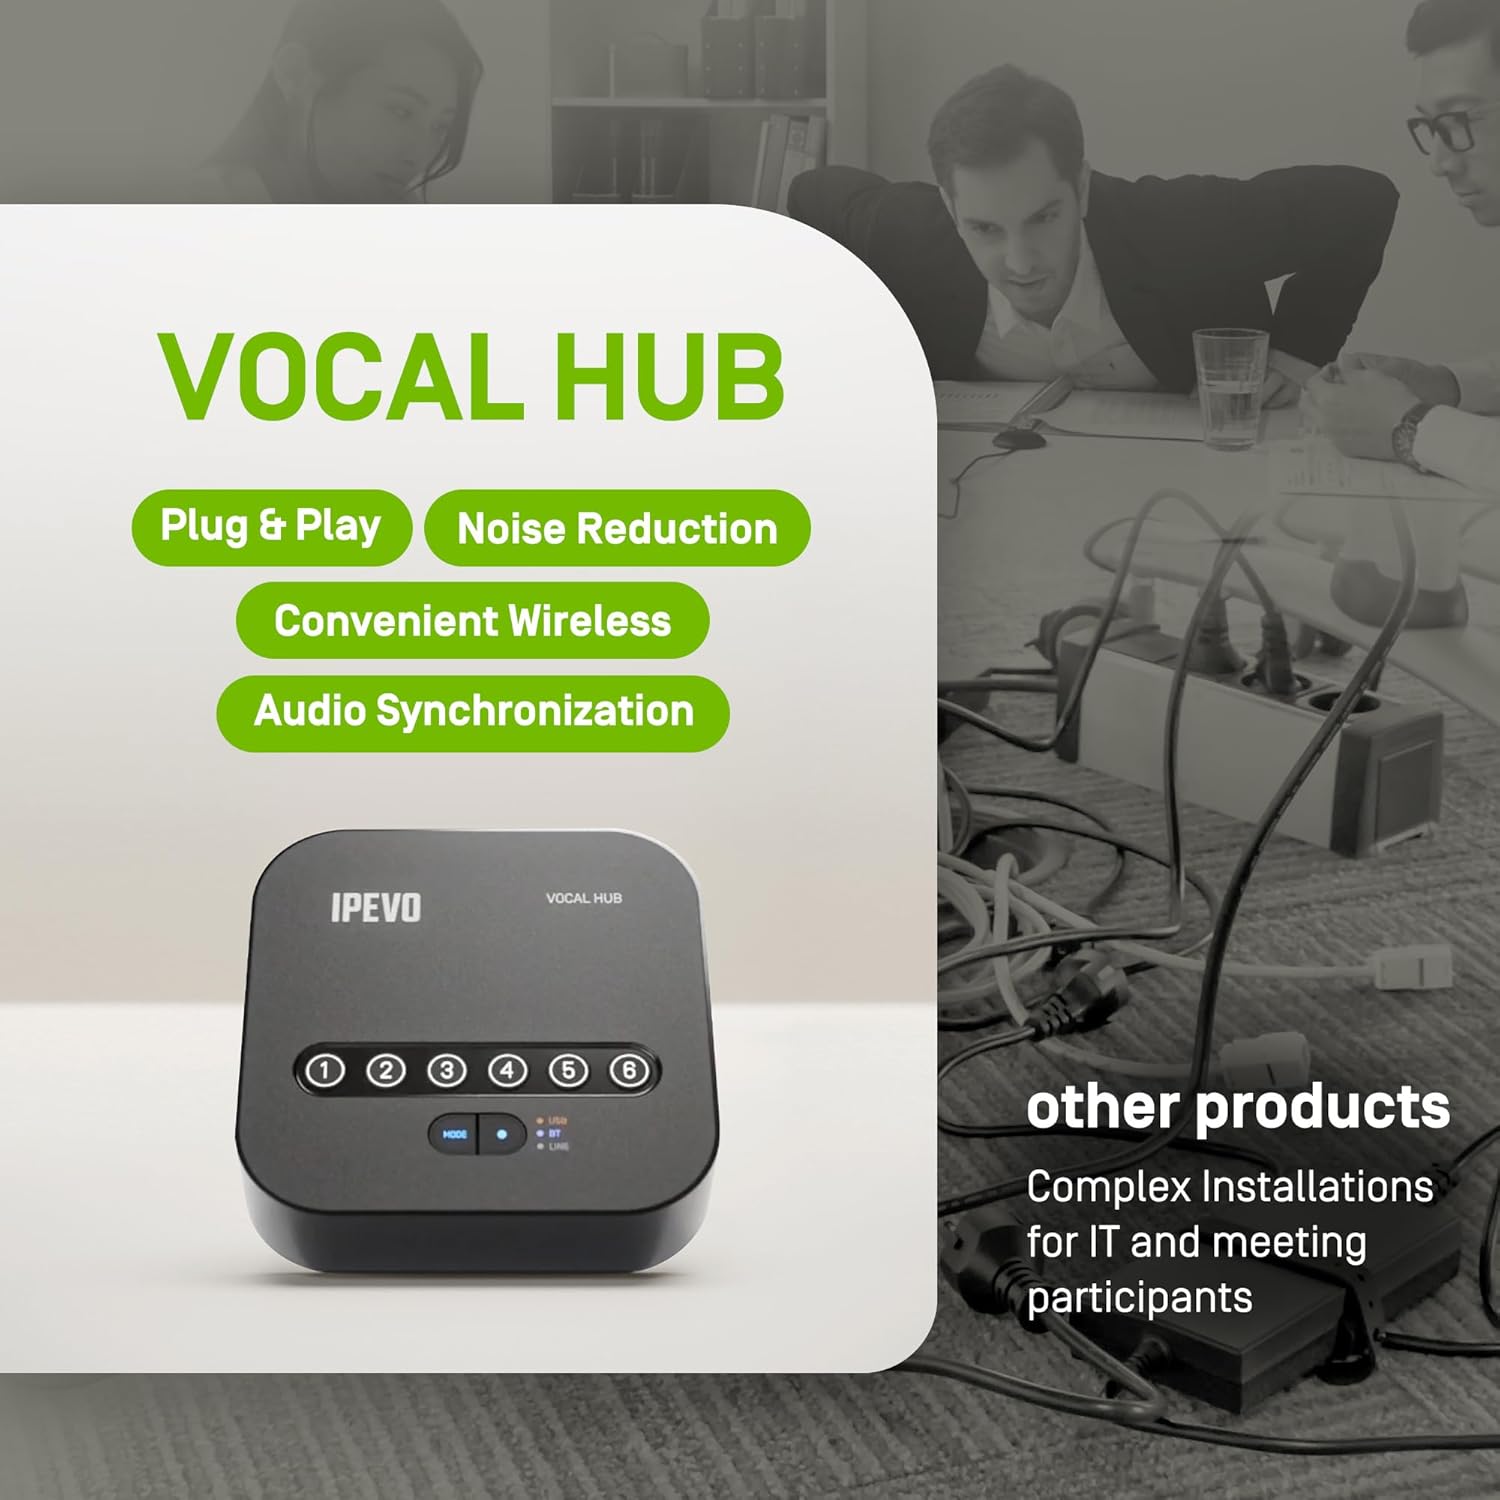 VOCAL HUB
Plug & Play
Noise Reduction
Convenient Wireless
Audio Synchronization
IPEVO
VOCAL HUB
1 2 3 4 5 6
MODE
USB
BT
LINE
other products
Complex Installations
for IT and meeting
participants